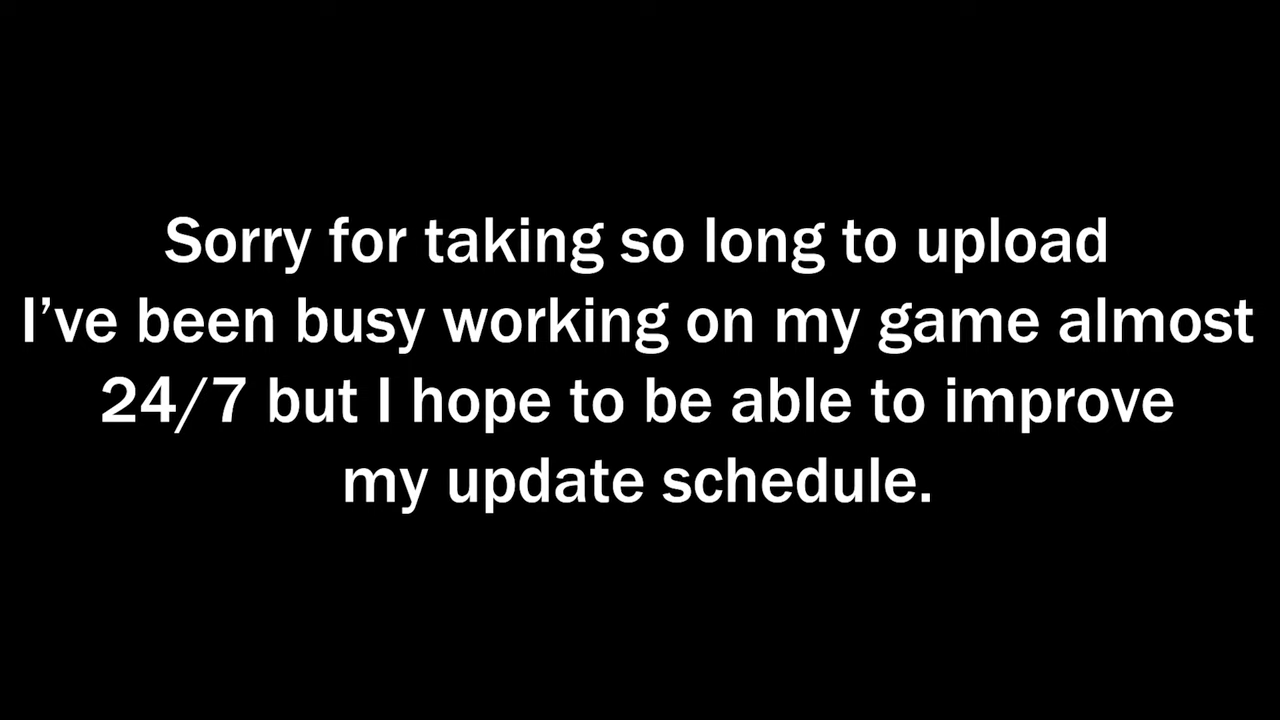 Sorry for taking so long to upload
I’ve been busy working on my game almost
24/7 but I hope to be able to improve
my update schedule.